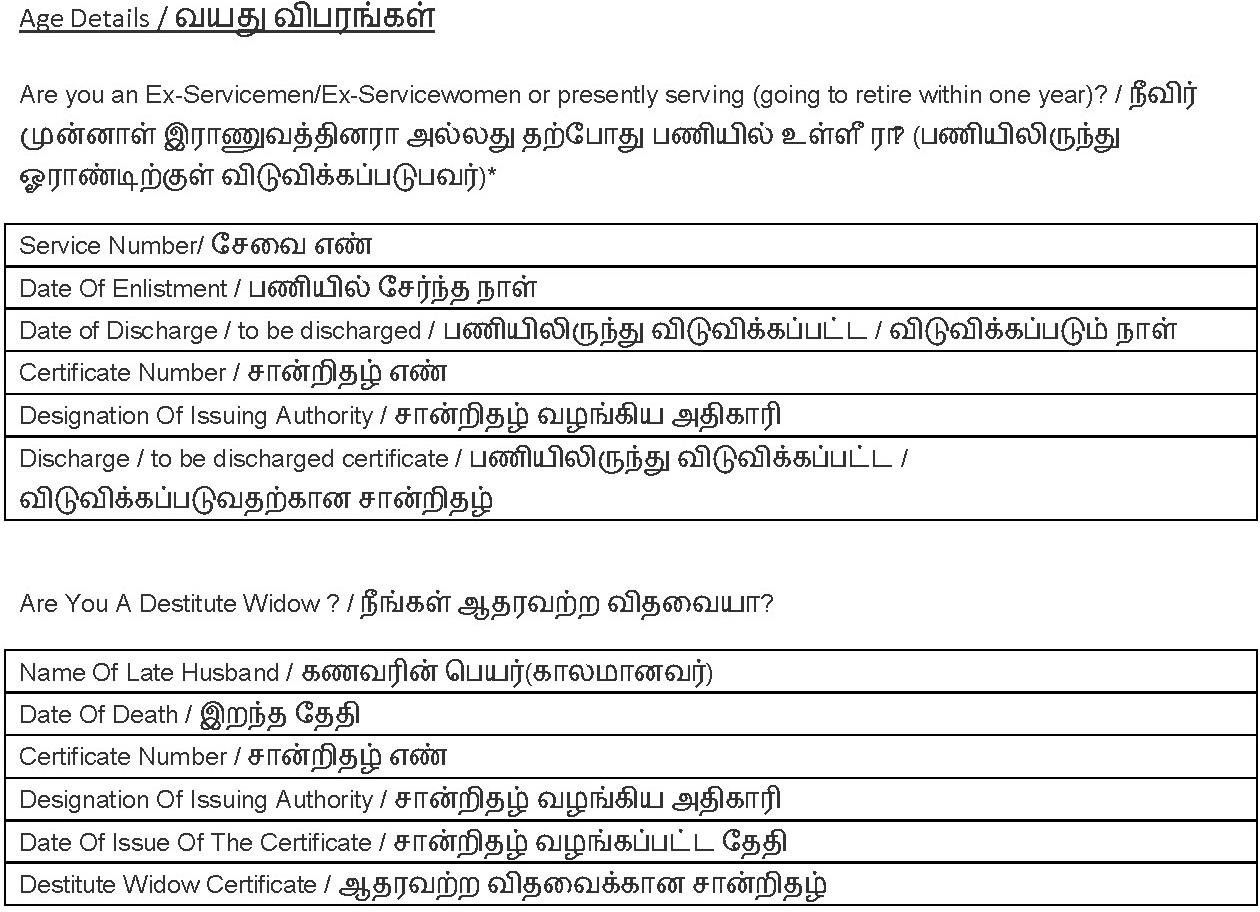 Age Details / வயது விபரங்கள்
Are you an Ex-Servicemen/Ex-Servicewomen or presently serving (going to retire within one year)? / நீவிர்
முன்னாள் இராணுவத்தினரா அல்லது தற்போது பணியில் உள்ளீ ரா? (பணியிலிருந்து
ஓராண்டிற்குள் விடுவிக்கப்படுபவர்)*
Service Number/ சேவை எண்
Date Of Enlistment / பணியில் சேர்ந்த நாள்
Date of Discharge / to be discharged / பணியிலிருந்து விடுவிக்கப்பட்ட / விடுவிக்கப்படும் நாள்
Certificate Number / சான்றிதழ் எண்
Designation Of Issuing Authority / சான்றிதழ் வழங்கிய அதிகாரி
Discharge / to be discharged certificate / பணியிலிருந்து விடுவிக்கப்பட்ட /
விடுவிக்கப்படுவதற்கான சான்றிதழ்
Are You A Destitute Widow ? / நீங்கள் ஆதரவற்ற விதவையா?
Name Of Late Husband / கணவரின் பெயர்(காலமானவர்)
Date Of Death / இறந்த தேதி
Certificate Number / சான்றிதழ் எண்
Designation Of Issuing Authority / சான்றிதழ் வழங்கிய அதிகாரி
Date Of Issue Of The Certificate / சான்றிதழ் வழங்கப்பட்ட தேதி
Destitute Widow Certificate / ஆதரவற்ற விதவைக்கான சான்றிதழ்